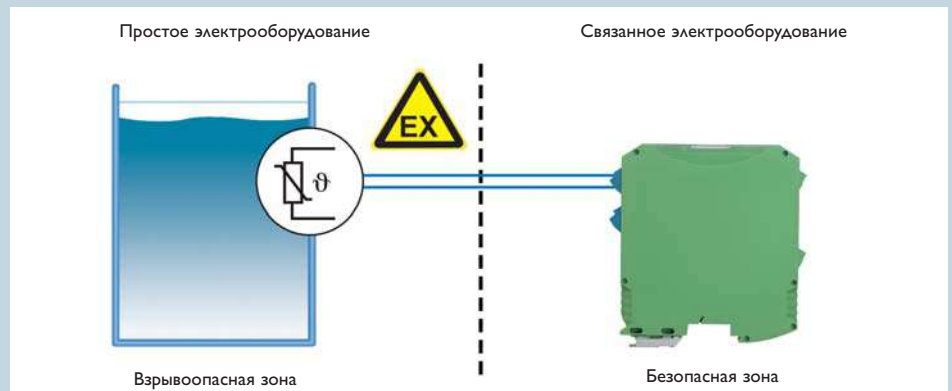 Простое электрооборудование
Связанное электрооборудование
EX
ϑ
Взрывоопасная зона
Безопасная зона